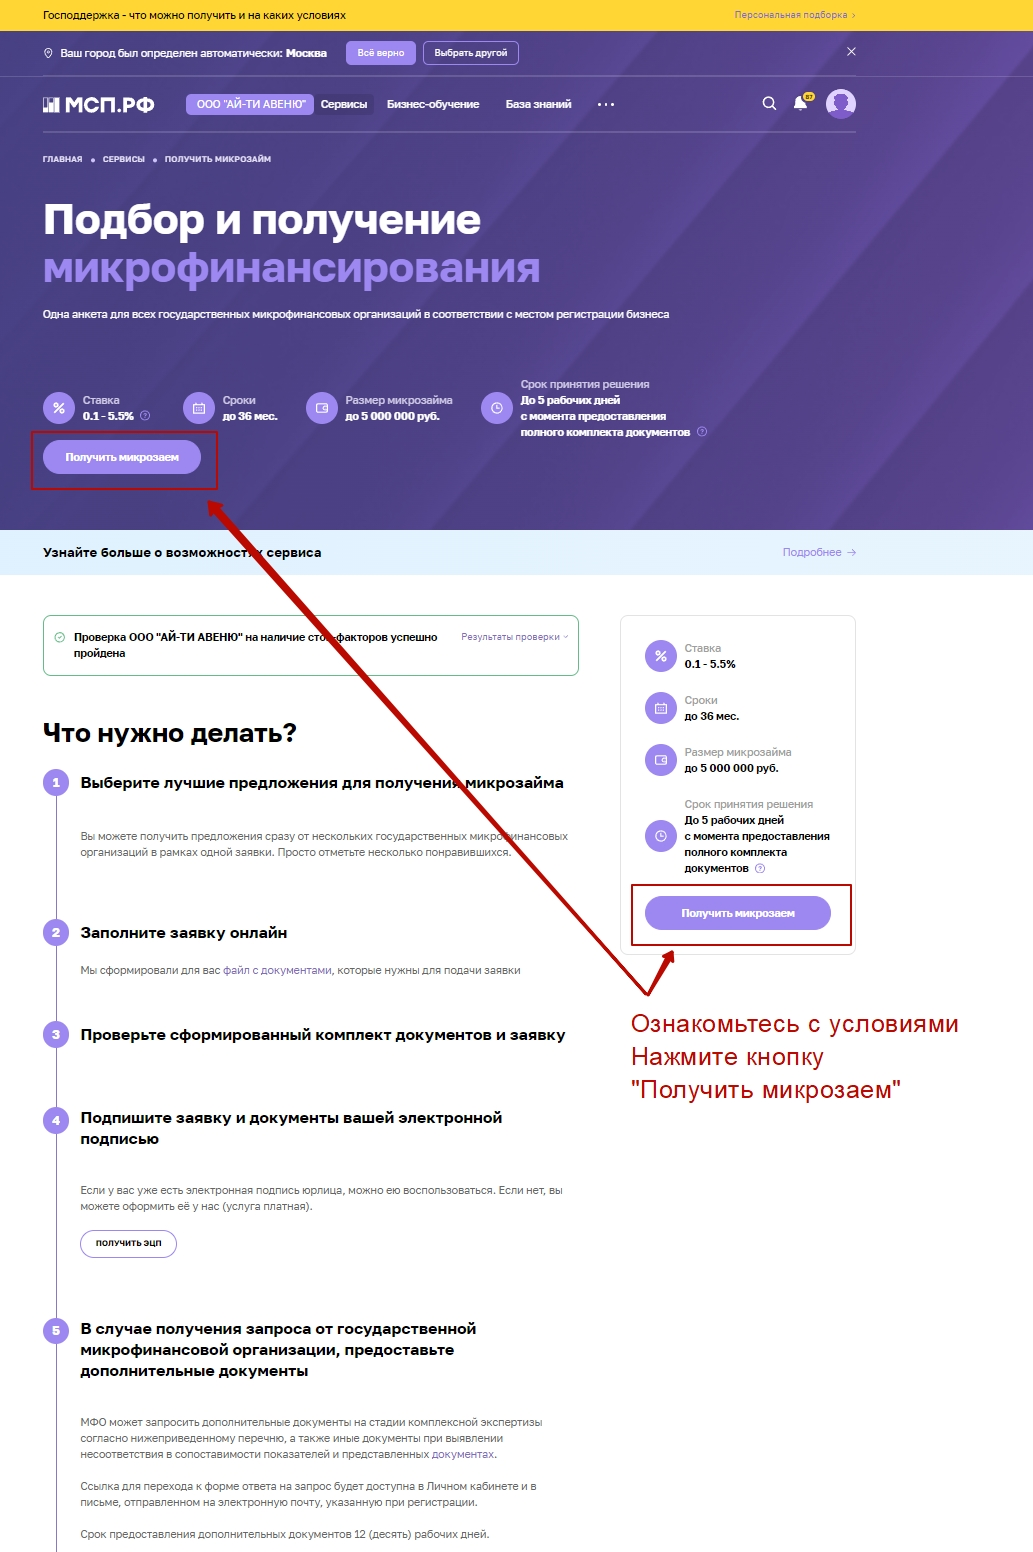 Господдержка - что можно получить и на каких условиях
Персональная подборка
Ваш город был определен автоматически: Москва
Всё верно
Выбрать другой
МСП.РФ
ООО "АЙ-ТИ АВЕНЮ"
Сервисы
Бизнес-обучение
База знаний
67
ГЛАВНАЯ
СЕРВИСЫ
ПОЛУЧИТЬ МИКРОЗАЙМ
Подбор и получение
микрофинансирования
Одна анкета для всех государственных микрофинансовых организаций в соответствии с местом регистрации бизнеса
Ставка
0.1 - 5.5%
Сроки
до 36 мес.
Размер микрозайма
до 5 000 000 руб.
Срок принятия решения
До 5 рабочих дней
с момента предоставления
полного комплекта документов
Получить микрозаем
Узнайте больше о возможностях сервиса
Подробнее
Проверка ООО "АЙ-ТИ АВЕНЮ" на наличие стоп-факторов успешно
пройдена
Результаты проверки
Ставка
0.1 - 5.5%
Сроки
до 36 мес.
Размер микрозайма
до 5 000 000 руб.
Срок принятия решения
До 5 рабочих дней
с момента предоставления
полного комплекта
документов
Получить микрозаем
Ознакомьтесь с условиями
Нажмите кнопку
"Получить микрозаем"
Что нужно делать?
1
Выберите лучшие предложения для получения микрозайма
Вы можете получить предложения сразу от нескольких государственных микрофинансовых
организаций в рамках одной заявки. Просто отметьте несколько понравившихся.
2
Заполните заявку онлайн
Мы сформировали для вас файл с документами, которые нужны для подачи заявки
3
Проверьте сформированный комплект документов и заявку
4
Подпишите заявку и документы вашей электронной
подписью
Если у вас уже есть электронная подпись юрлица, можно ею воспользоваться. Если нет, вы
можете оформить её у нас (услуга платная).
ПОЛУЧИТЬ ЭЦП
5
В случае получения запроса от государственной
микрофинансовой организации, предоставьте
дополнительные документы
МФО может запросить дополнительные документы на стадии комплексной экспертизы
согласно нижеприведенному перечню, а также иные документы при выявлении
несоответствия в сопоставимости показателей и представленных документах.
Ссылка для перехода к форме ответа на запрос будет доступна в Личном кабинете и в
письме, отправленном на электронную почту, указанную при регистрации.
Срок предоставления дополнительных документов 12 (десять) рабочих дней.